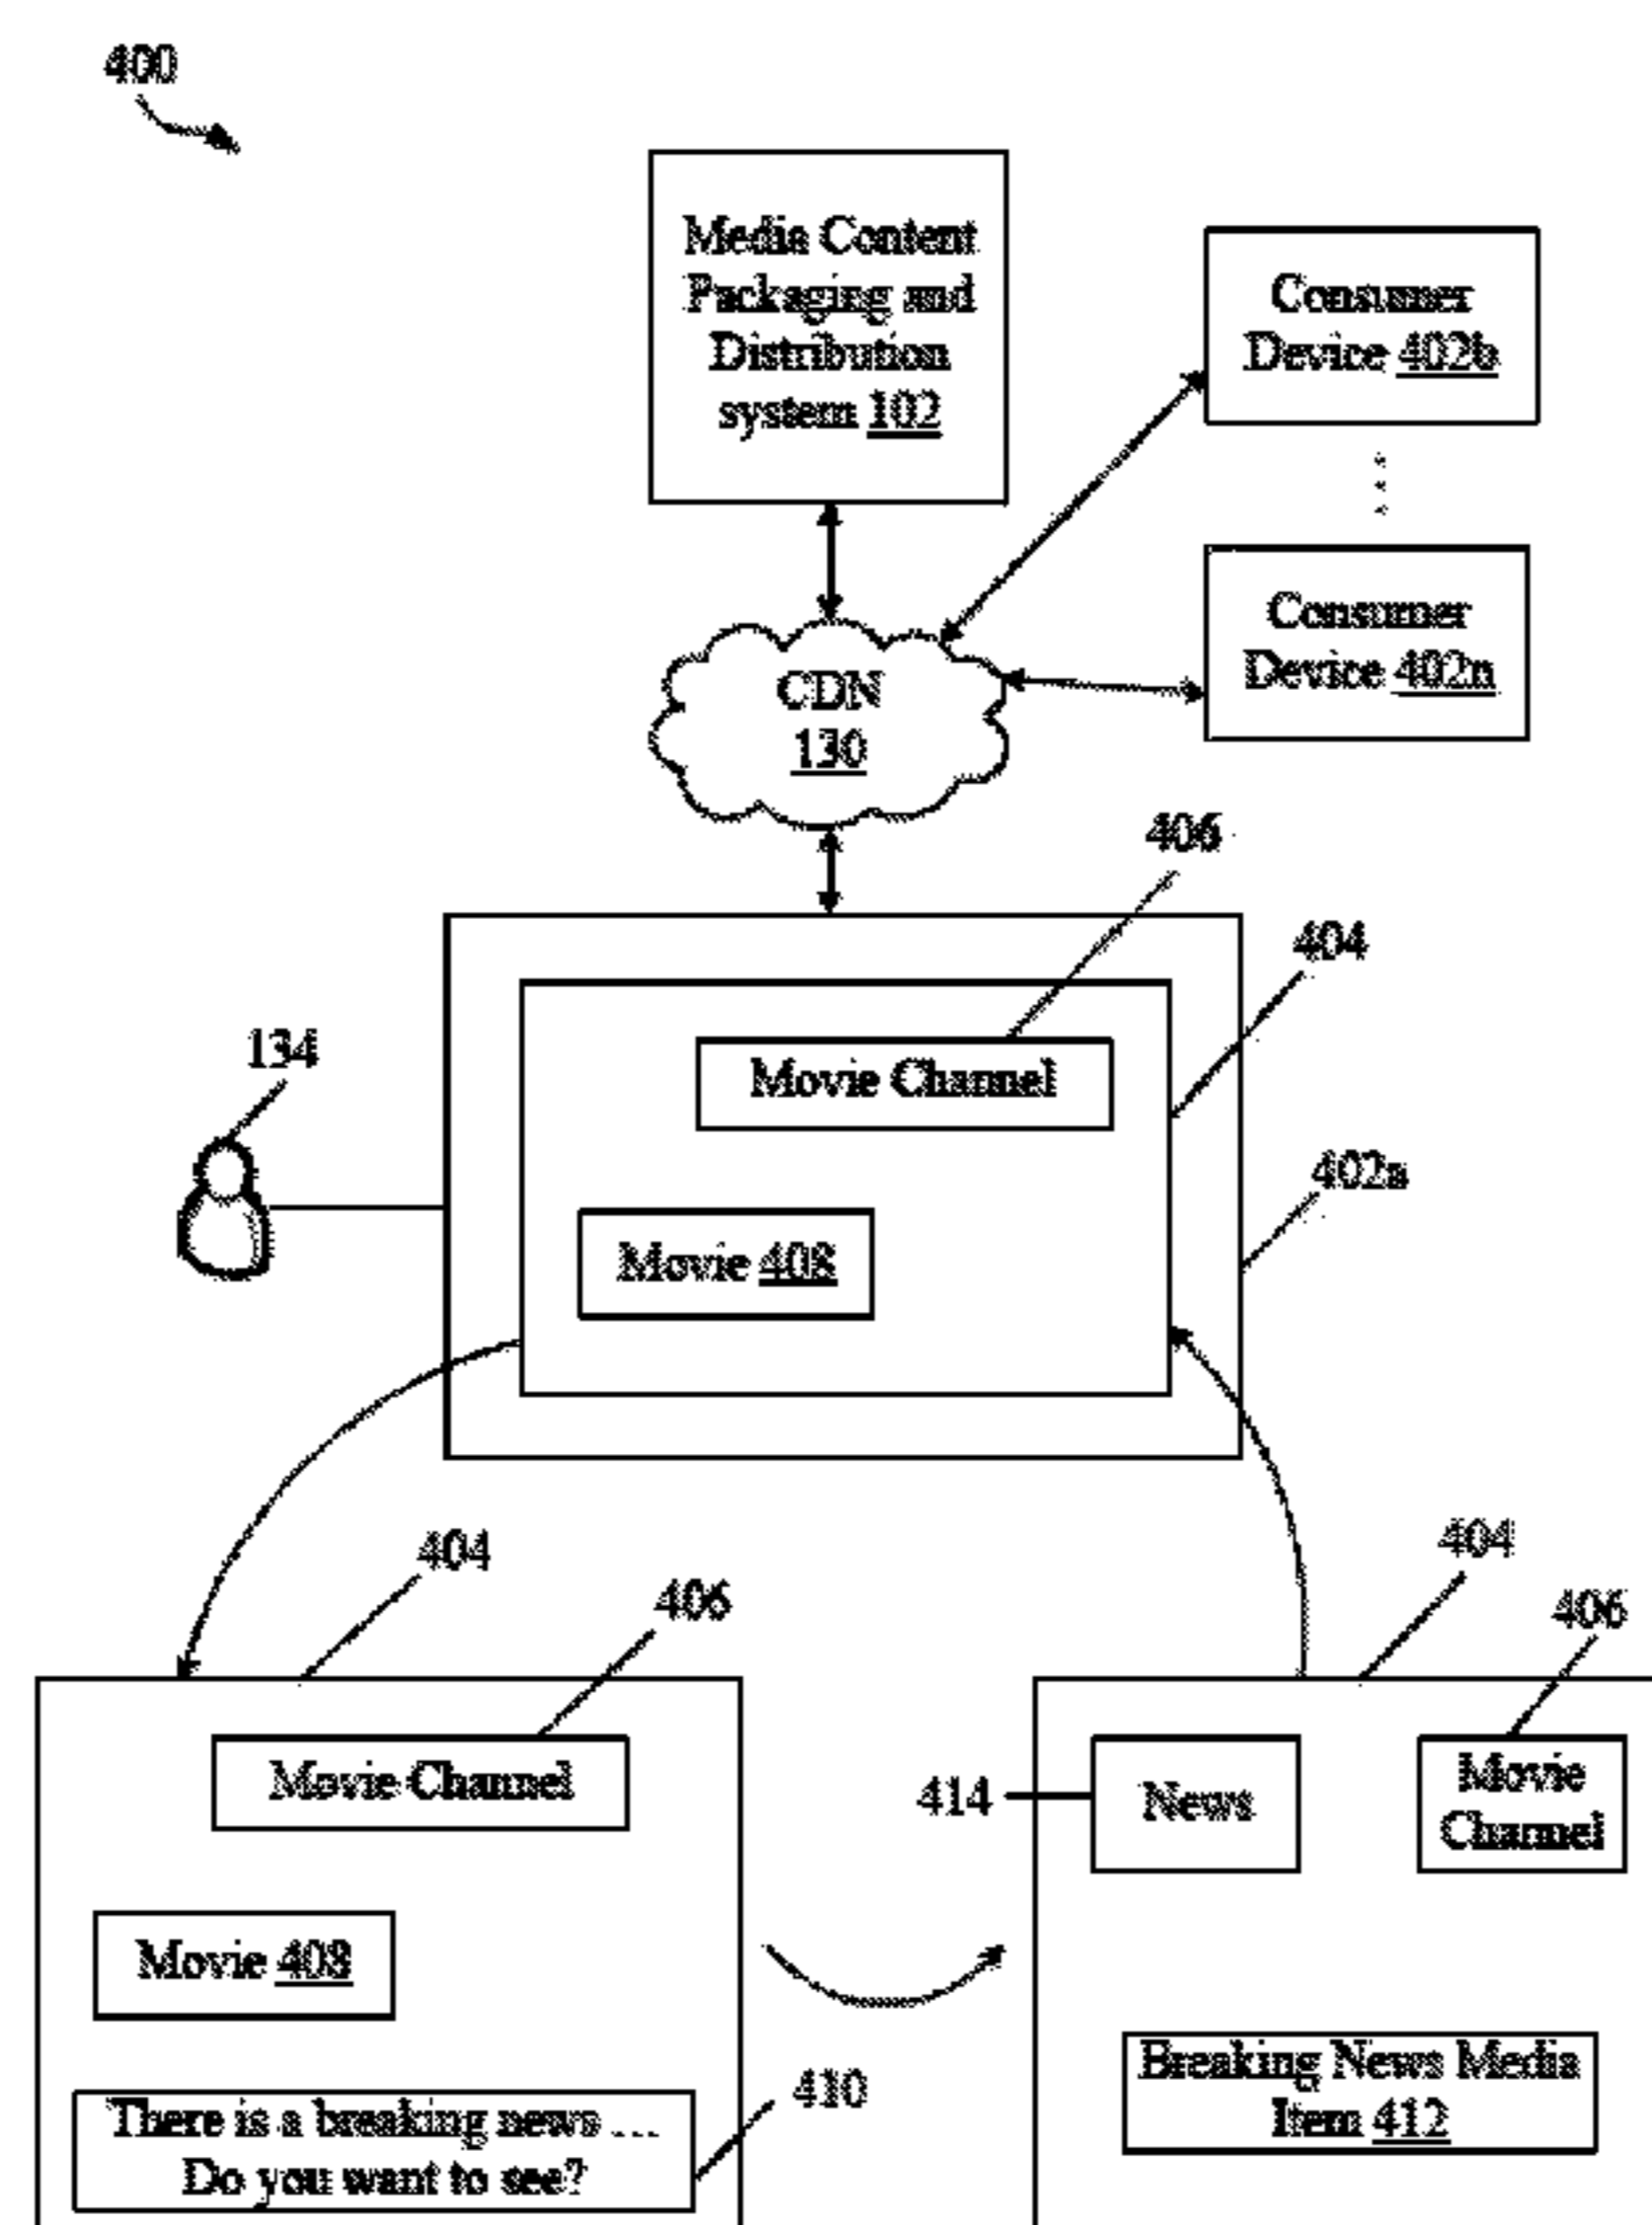 400
Media Content
Packaging and
Distribution
system 102
Consumer
Device 402b
Consumer
Device 402n
CDN
130
406
404
Movie Channel
134
402a
Movie 408
404
406
404
406
Movie Channel
414
News
Movie
Channel
Movie 408
Breaking News Media
Item 412
410
There is a breaking news ...
Do you want to see?